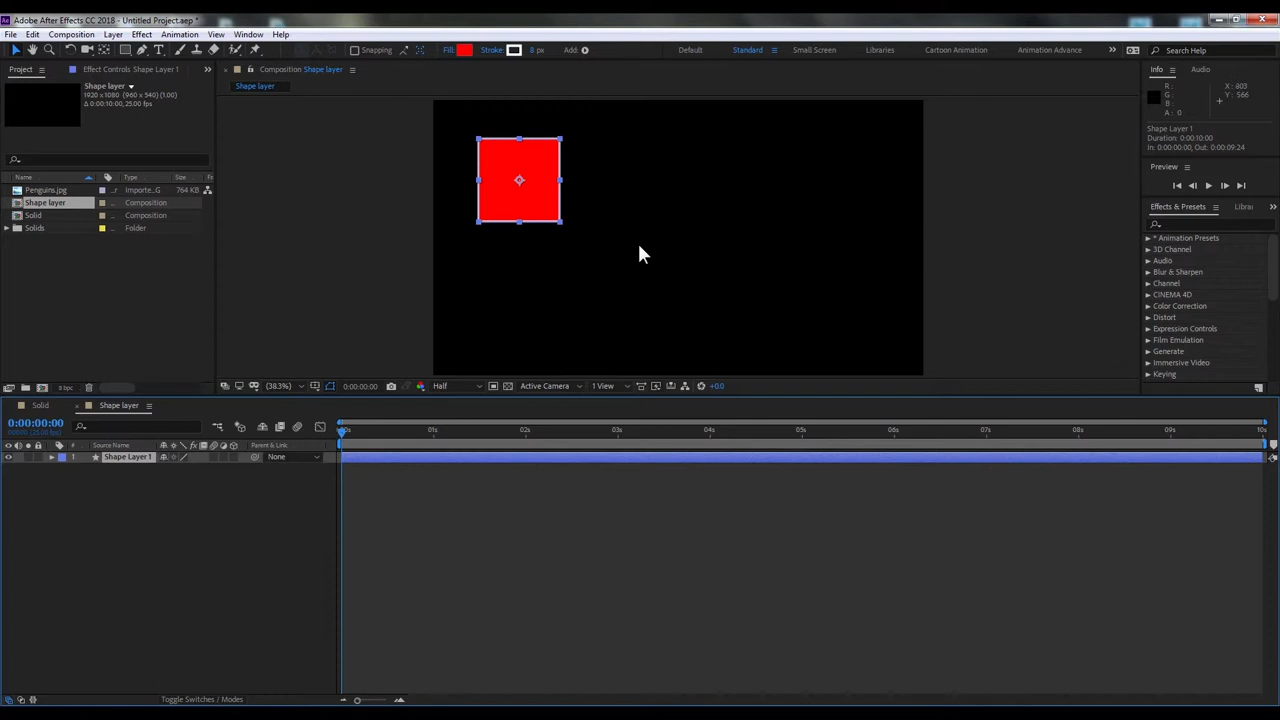 Adobe After Effects CC 2018 - Untitled Project.aep *
File Edit Composition Layer Effect Animation View Window Help
Snapping Fill: Stroke: 8 px Add: Default Standard Small Screen Libraries Cartoon Animation Animation Advance Search Help
Project Effect Controls Shape Layer 1 Composition Shape layer Info Audio
Shape layer
1920 x 1080 (960 x 540) (1.00)
Δ 0:00:10:00, 25.00 fps
Shape layer
R : X : 803
G : Y : 566
B :
A : 0
Shape Layer 1
Duration: 0:00:10:00
In: 0:00:00:00, Out: 0:00:09:24
Preview
Name Type Size
Penguins.jpg ...r Importe...G 764 KB
Shape layer ... Composition
Solid ... Composition
Solids ... Folder
Effects & Presets Librar
* Animation Presets
3D Channel
Audio
Blur & Sharpen
Channel
CINEMA 4D
Color Correction
Distort
Expression Controls
Film Emulation
Generate
Immersive Video
Keying
8 bpc (38.3%) 0:00:00:00 Half Active Camera 1 View +0.0
Solid Shape layer
0:00:00:00
# Source Name Parent & Link
01s 02s 03s 04s 05s 06s 07s 08s 09s 10s
1 Shape Layer 1 None
Toggle Switches / Modes